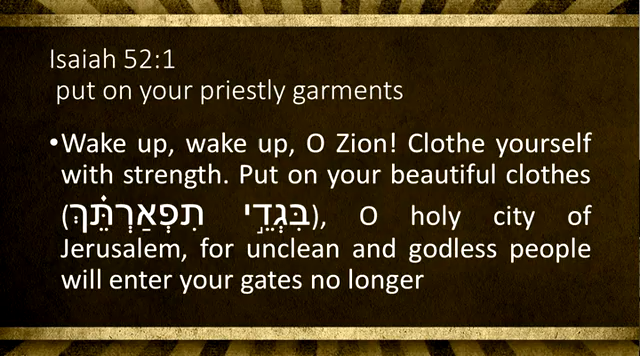 Isaiah 52:1
put on your priestly garments
•Wake up, wake up, O Zion! Clothe yourself
with strength. Put on your beautiful clothes
(בִּגְדֵ֣י תִפְאַרְתֵּ֗ךְ), O holy city of
Jerusalem, for unclean and godless people
will enter your gates no longer